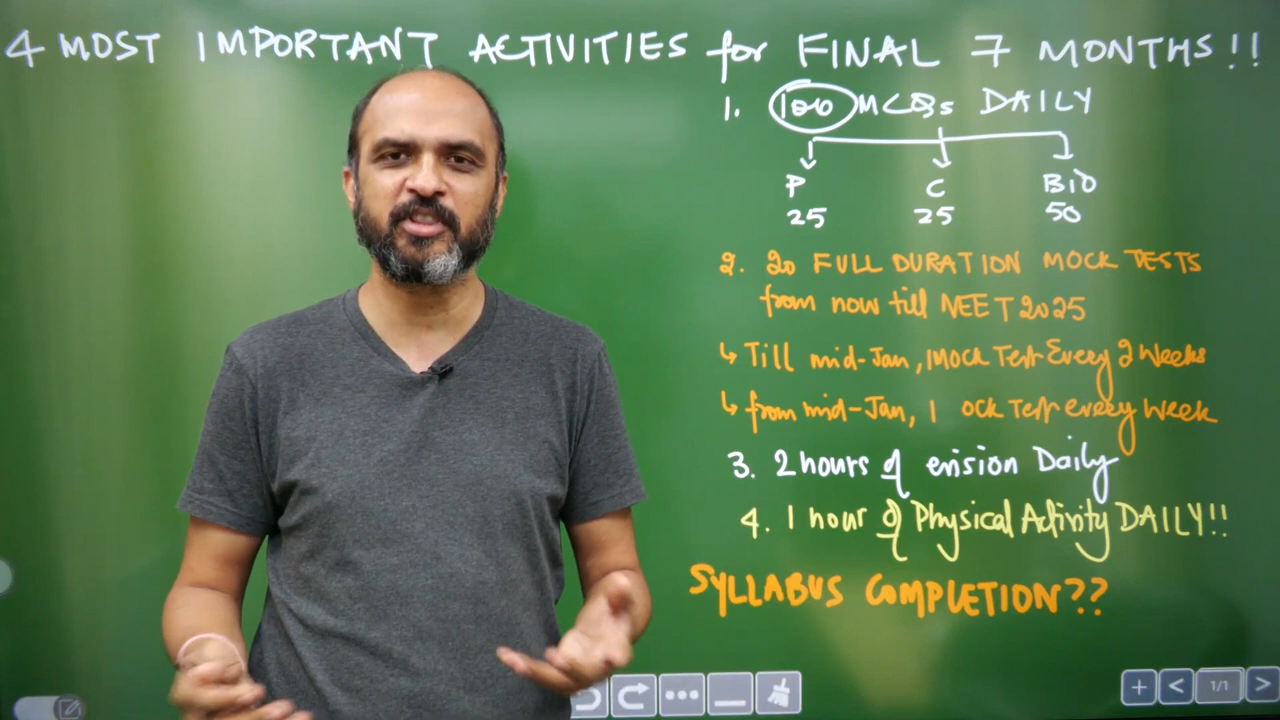 4 MOST IMPORTANT ACTIVITIES for FINAL 7 MONTHS!!
1. 100 MCQs DAILY
P C BiO
25 25 50
2. 20 FULL DURATION MOCK TESTS
from now till NEET 2025
↳ Till mid-Jan, 1 Mock Test Every 2 Weeks
↳ from mid-Jan, 1 ock Test every Week
3. 2 hours of evision Daily
4. 1 hour of Physical Activity DAILY!!
SYLLABUS COMPLETION??
1/1